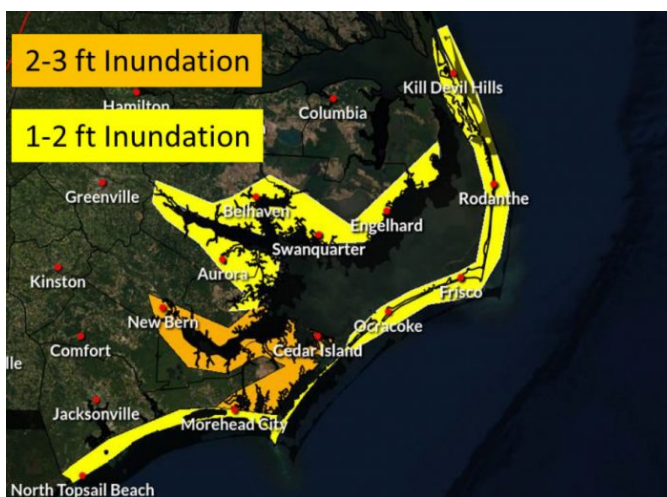 2-3 ft Inundation
Kill Devil Hills
Hamilton
Columbia
1-2 ft Inundation
Greenville
Belhaven
Rodanthe
Engelhard
Swanquarter
Aurora
Kinston
Frisco
New Bern
Ocracoke
Comfort
Cedar Island
Jacksonville
Morehead City
North Topsail Beach